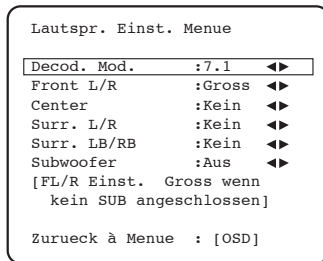 Lautspr. Einst. Menue
Decod. Mod. :7.1 ◄►
Front L/R :Gross ◄►
Center :Kein ◄►
Surr. L/R :Kein ◄►
Surr. LB/RB :Kein ◄►
Subwoofer :Aus ◄►
[FL/R Einst. Gross wenn
kein SUB angeschlossen]
Zurueck à Menue : [OSD]